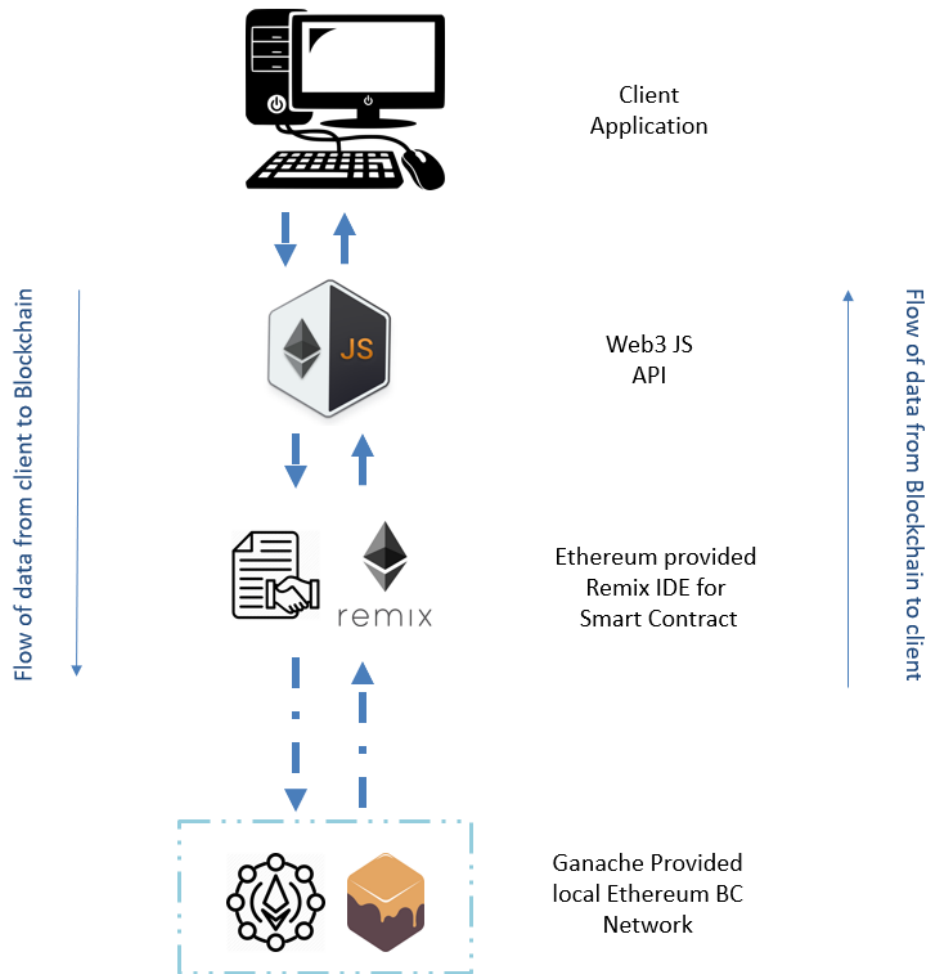 Client
Application
JS
Web3 JS
API
Flow of data from client to Blockchain
Flow of data from Blockchain to client
Ethereum provided
Remix IDE for
Smart Contract
remix
Ganache Provided
local Ethereum BC
Network